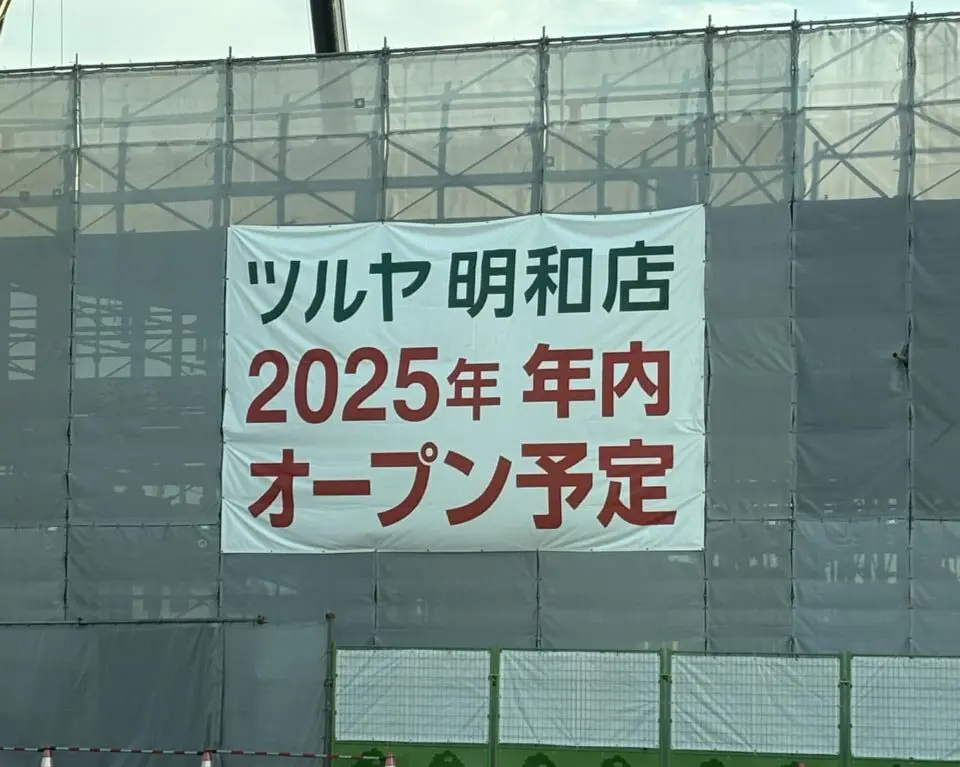 ツルヤ 明和店
2025年 年内
オープン予定